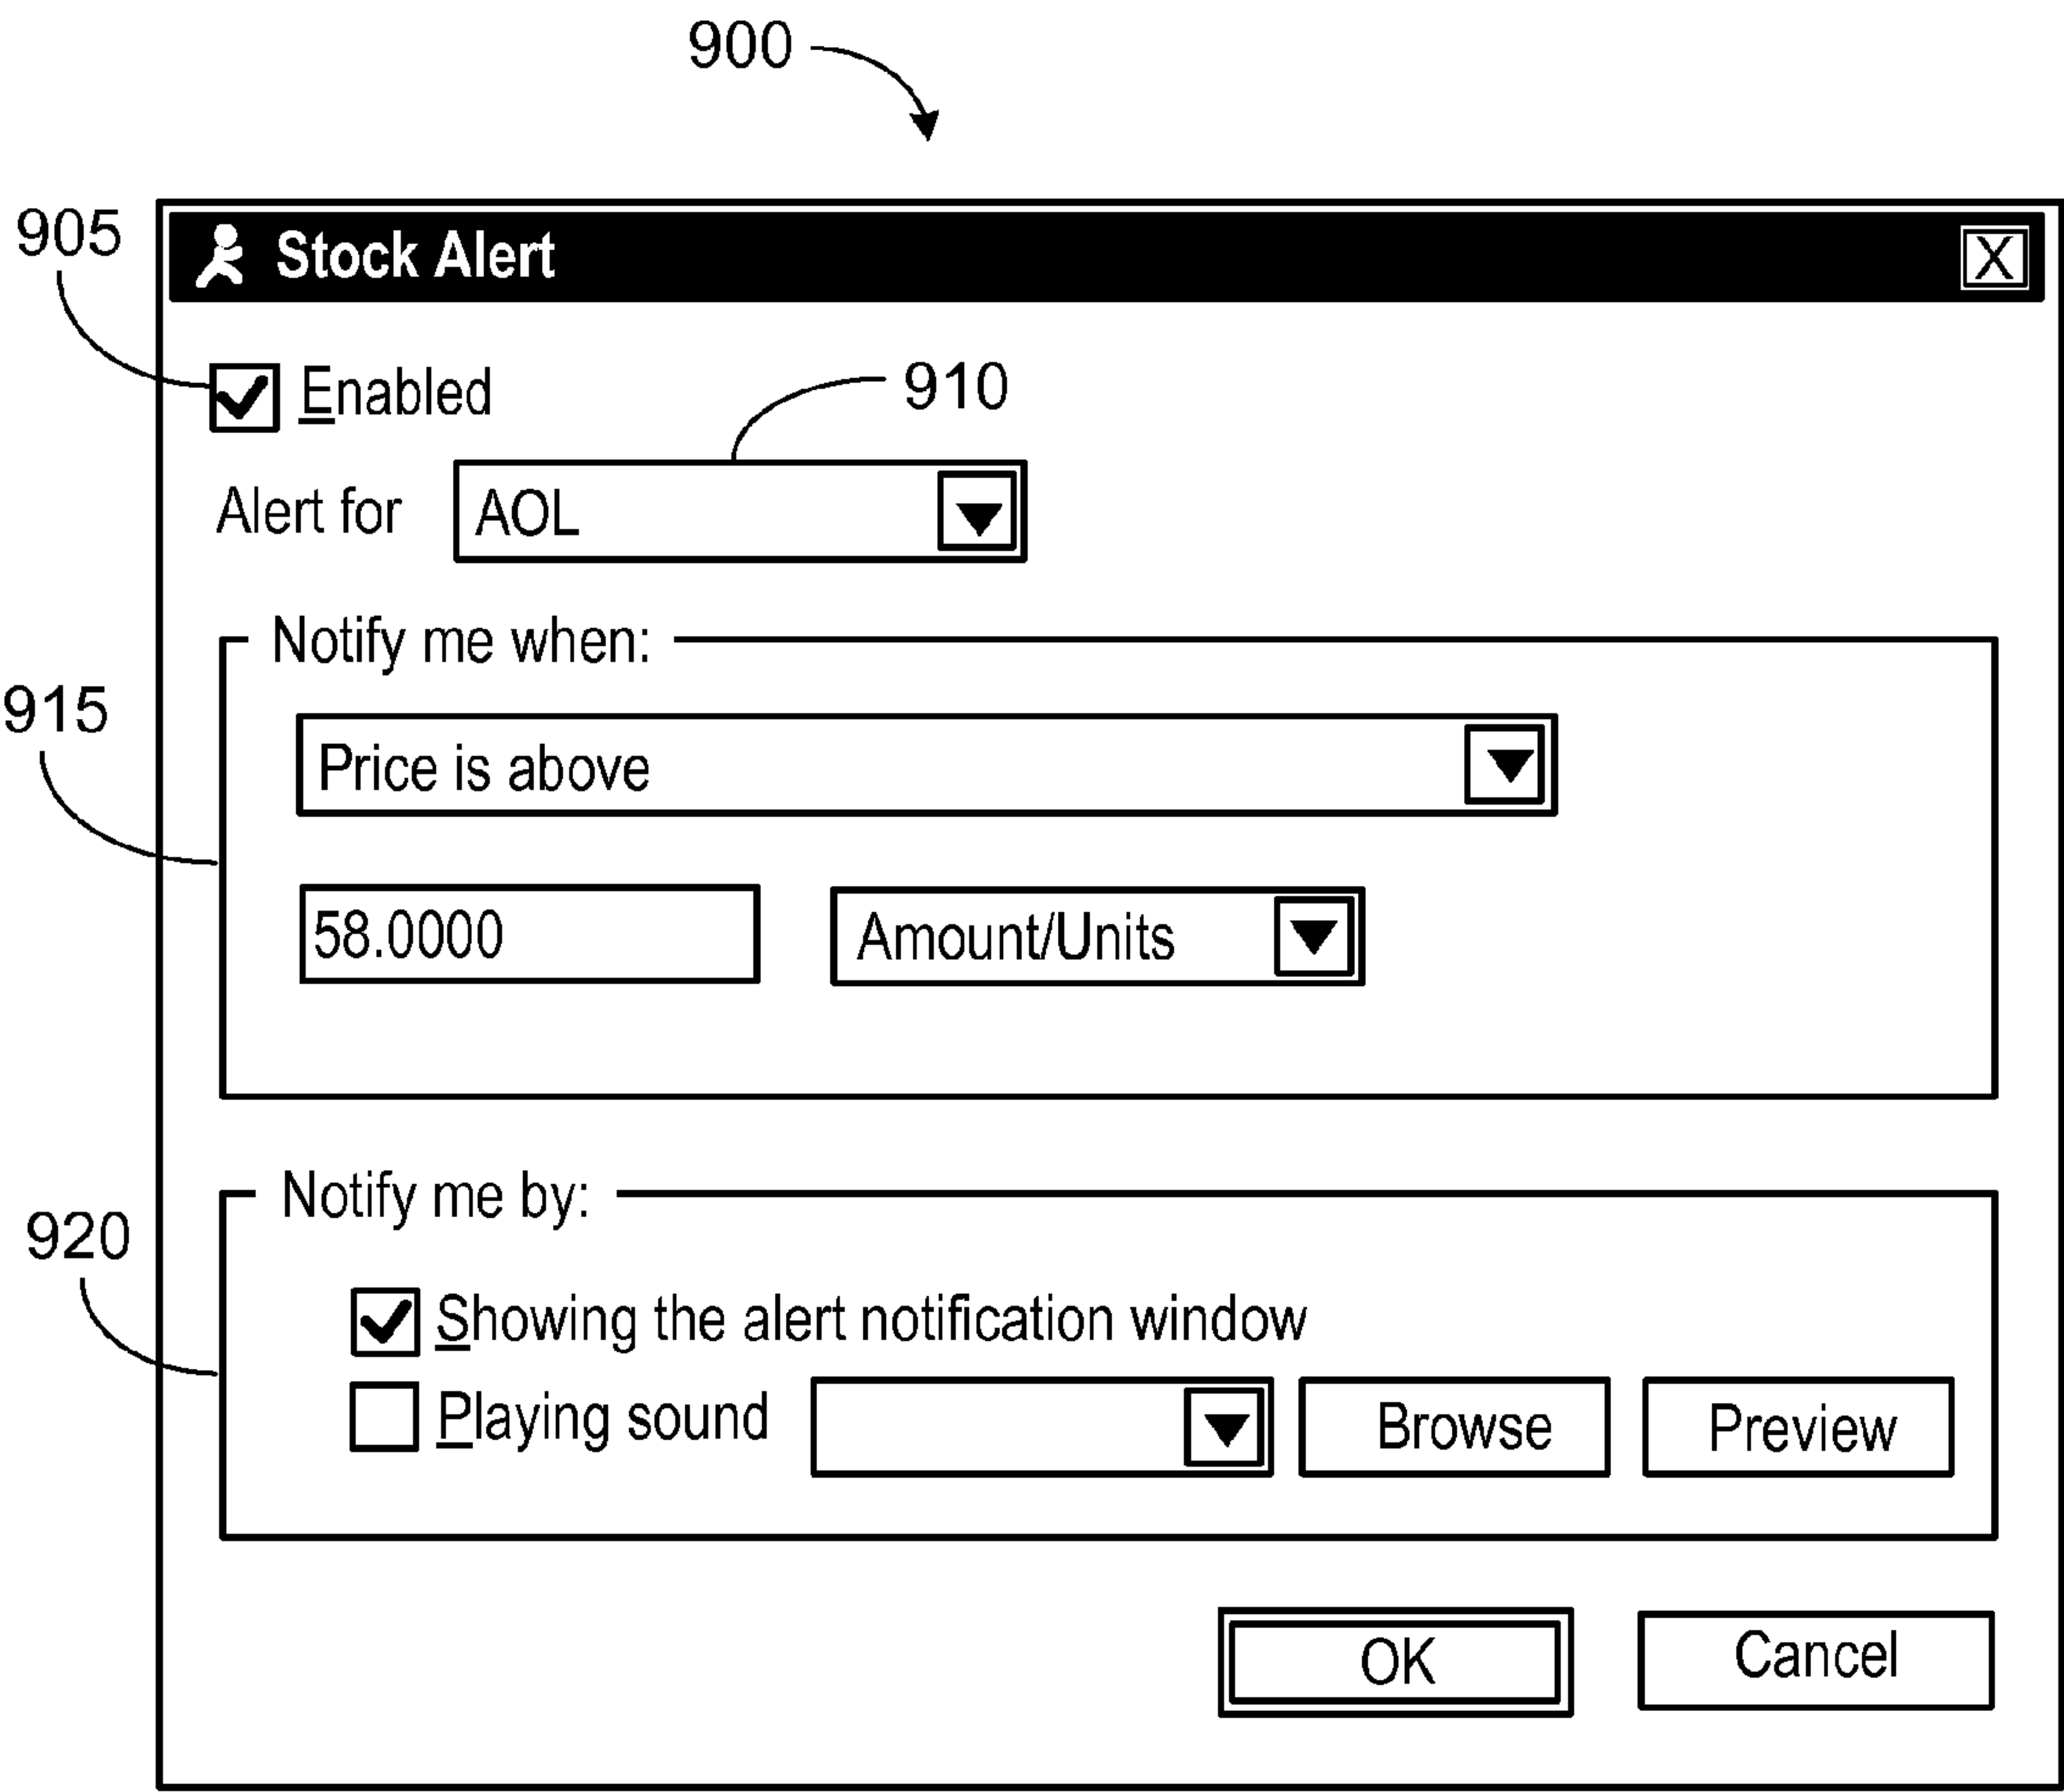 900
905
Stock Alert X
Enabled
910
Alert for AOL
Notify me when:
915
Price is above
58.0000 Amount/Units
Notify me by:
920
Showing the alert notification window
Playing sound Browse Preview
OK Cancel